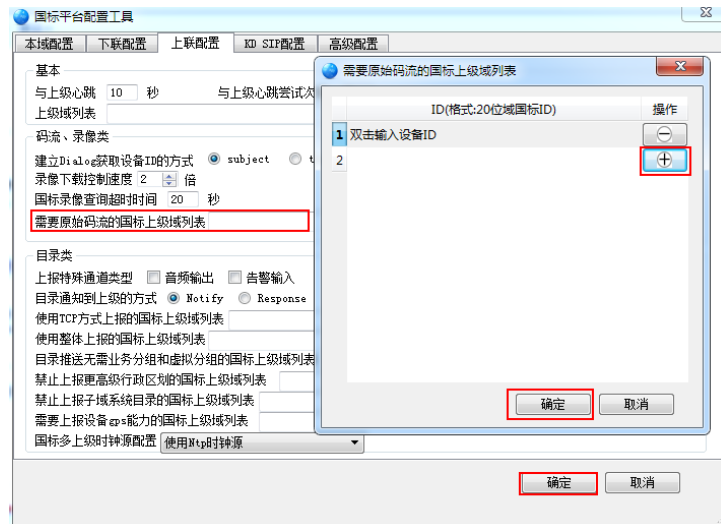 国标平台配置工具
本域配置 下联配置 上联配置 KD SIP配置 高级配置
基本
与上级心跳 10 秒 与上级心跳尝试次
上级域列表
码流、录像类
建立Dialog获取设备ID的方式 subject t
录像下载控制速度 2 倍
国标录像查询超时时间 20 秒
需要原始码流的国标上级域列表
目录类
上报特殊通道类型 音频输出 告警输入
目录通知到上级的方式 Notify Response
使用TCP方式上报的国标上级域列表
使用整体上报的国标上级域列表
目录推送无需业务分组和虚拟分组的国标上级域列表
禁止上报更高级行政区划的国标上级域列表
禁止上报子域系统目录的国标上级域列表
需要上报设备gps能力的国标上级域列表
国标多上级时钟源配置 使用Ntp时钟源
确定 取消
需要原始码流的国标上级域列表
ID(格式:20位域国标ID) 操作
1 双击输入设备ID
2
确定 取消